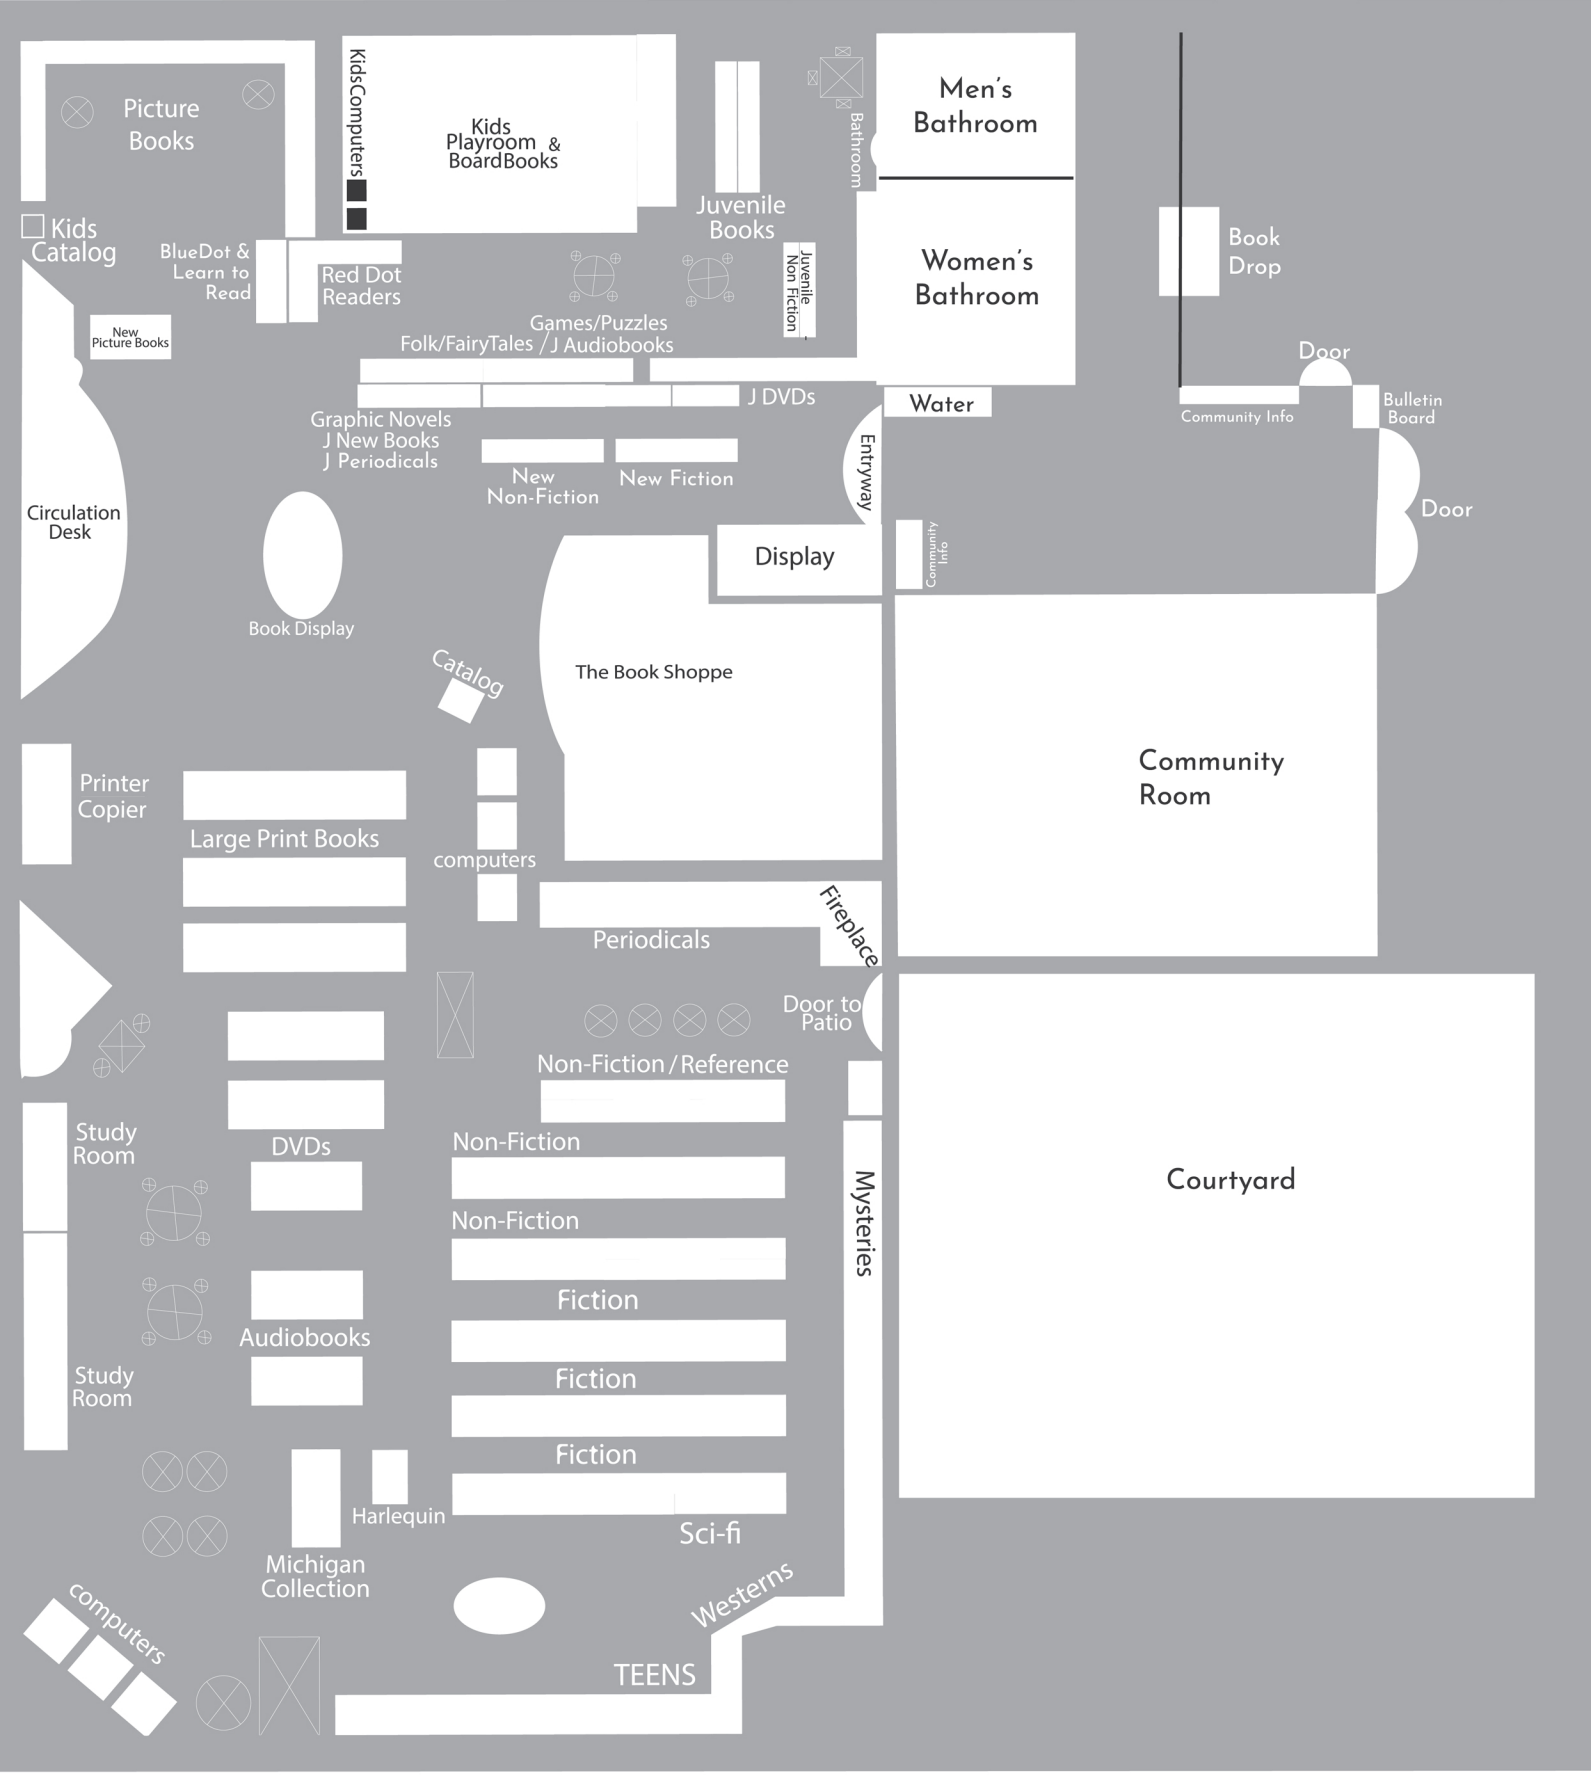 Picture
Books
KidsComputers
Kids
Playroom &
BoardBooks
Juvenile
Books
Bathroom
Men's
Bathroom
Women's
Bathroom
Book
Drop
Kids
Catalog
BlueDot &
Learn to
Read
Red Dot
Readers
Juvenile
Non Fiction -
New
Picture Books
Games/Puzzles
Folk/FairyTales / J Audiobooks
J DVDs
Graphic Novels
J New Books
J Periodicals
New
Non-Fiction
New Fiction
Water
Entryway
Door
Community Info
Bulletin
Board
Door
Circulation
Desk
Book Display
Display
Community
Info
Catalog
The Book Shoppe
Community
Room
Printer
Copier
Large Print Books
computers
Periodicals
Fireplace
Door to
Patio
Non-Fiction / Reference
Study
Room
DVDs
Non-Fiction
Non-Fiction
Mysteries
Courtyard
Fiction
Audiobooks
Fiction
Study
Room
Fiction
Harlequin
Sci-fi
Michigan
Collection
computers
Westerns
TEENS